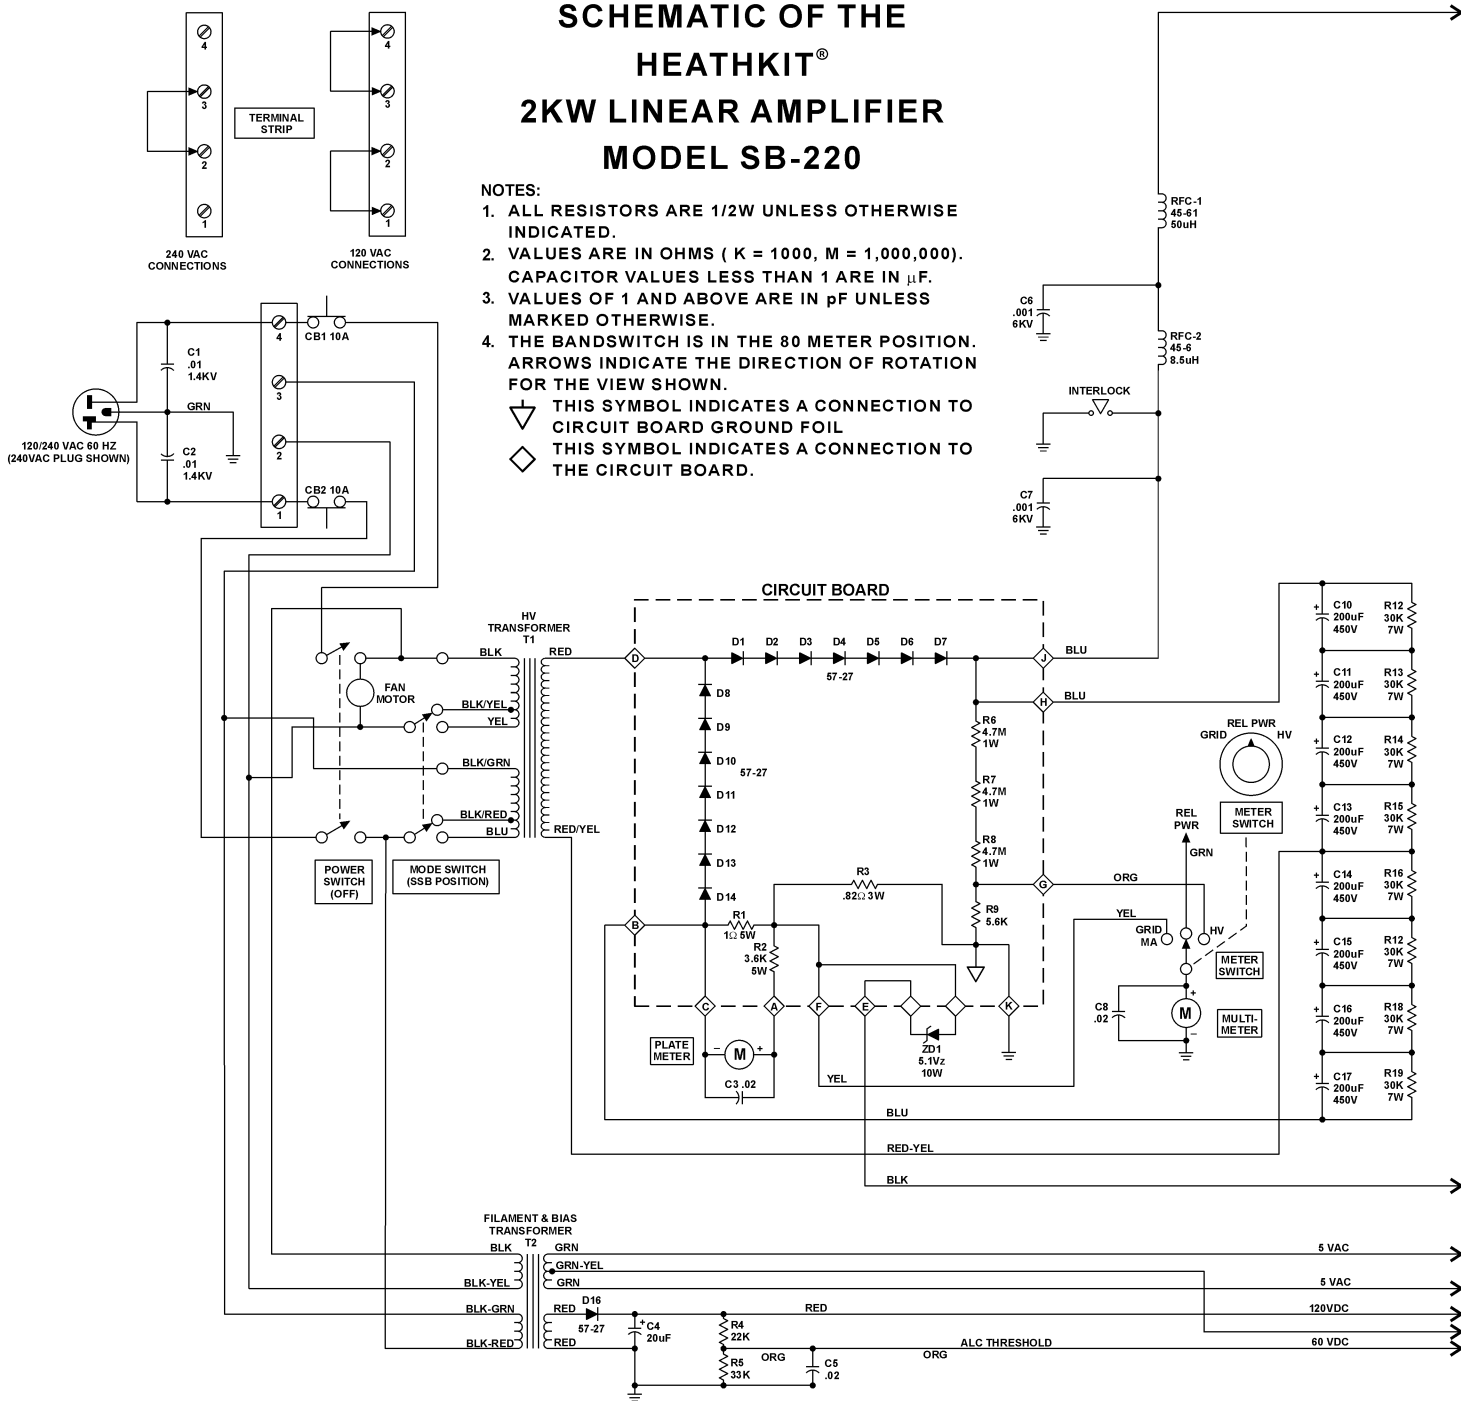 SCHEMATIC OF THE
HEATHKIT®
2KW LINEAR AMPLIFIER
MODEL SB-220
NOTES:
1. ALL RESISTORS ARE 1/2W UNLESS OTHERWISE
INDICATED.
2. VALUES ARE IN OHMS ( K = 1000, M = 1,000,000).
CAPACITOR VALUES LESS THAN 1 ARE IN μF.
3. VALUES OF 1 AND ABOVE ARE IN pF UNLESS
MARKED OTHERWISE.
4. THE BANDSWITCH IS IN THE 80 METER POSITION.
ARROWS INDICATE THE DIRECTION OF ROTATION
FOR THE VIEW SHOWN.
THIS SYMBOL INDICATES A CONNECTION TO
CIRCUIT BOARD GROUND FOIL
THIS SYMBOL INDICATES A CONNECTION TO
THE CIRCUIT BOARD.
4
3
2
1
240 VAC
CONNECTIONS
TERMINAL
STRIP
4
3
2
1
120 VAC
CONNECTIONS
C1
.01
1.4KV
GRN
C2
.01
1.4KV
120/240 VAC 60 HZ
(240VAC PLUG SHOWN)
4
3
2
1
CB1 10A
CB2 10A
RFC-1
45-61
50uH
C6
.001
6KV
RFC-2
45-6
8.5uH
INTERLOCK
C7
.001
6KV
HV
TRANSFORMER
T1
BLK
BLK/YEL
YEL
BLK/GRN
BLK/RED
BLU
RED
RED/YEL
FAN
MOTOR
POWER
SWITCH
(OFF)
MODE SWITCH
(SSB POSITION)
CIRCUIT BOARD
D
D1
D2
D3
D4
D5
D6
D7
57-27
J
BLU
H
BLU
D8
D9
D10
57-27
D11
D12
D13
D14
R6
4.7M
1W
R7
4.7M
1W
R8
4.7M
1W
R9
5.6K
G
ORG
R3
.82Ω 3W
B
R1
1Ω 5W
R2
3.6K
5W
C
A
F
E
K
PLATE
METER
–
M
+
C3 .02
ZD1
5.1Vz
10W
YEL
YEL
BLU
RED-YEL
BLK
GRID
REL PWR
HV
METER
SWITCH
REL
PWR
GRN
GRID
MA
HV
METER
SWITCH
C8
.02
+
M
–
MULTI-
METER
+
C10
200uF
450V
R12
30K
7W
+
C11
200uF
450V
R13
30K
7W
+
C12
200uF
450V
R14
30K
7W
+
C13
200uF
450V
R15
30K
7W
+
C14
200uF
450V
R16
30K
7W
+
C15
200uF
450V
R12
30K
7W
+
C16
200uF
450V
R18
30K
7W
+
C17
200uF
450V
R19
30K
7W
FILAMENT & BIAS
TRANSFORMER
T2
BLK
BLK-YEL
BLK-GRN
BLK-RED
GRN
GRN-YEL
GRN
5 VAC
5 VAC
RED
D16
57-27
RED
RED
120VDC
+
C4
20uF
R4
22K
R5
33K
ORG
C5
.02
ALC THRESHOLD
ORG
60 VDC